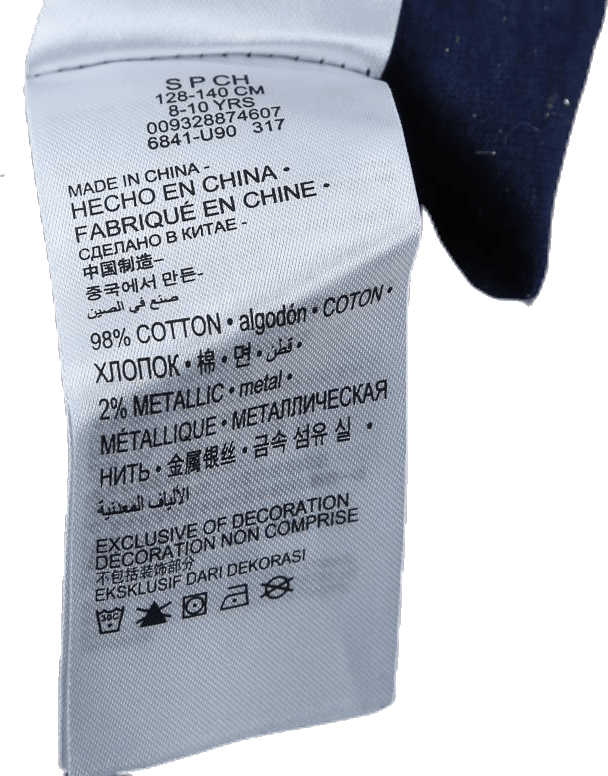 S P CH
128-140 CM
8-10 YRS
009328874607
6841-U90 317
MADE IN CHINA -
HECHO EN CHINA •
FABRIQUÉ EN CHINE •
СДЕЛАНО В КИТАЕ -
中国制造–
중국에서 만든-
صنع في الصين
98% COTTON • algodón • COTON •
ХЛОПОК • 棉 • 면 • قطن •
2% METALLIC • metal •
MÉTALLIQUE • МЕТАЛЛИЧЕСКАЯ
НИТЬ • 金属银丝 • 금속 섬유 실 •
الألياف المعدنية
EXCLUSIVE OF DECORATION
DECORATION NON COMPRISE
不包括装饰部分
EKSKLUSIF DARI DEKORASI
30C